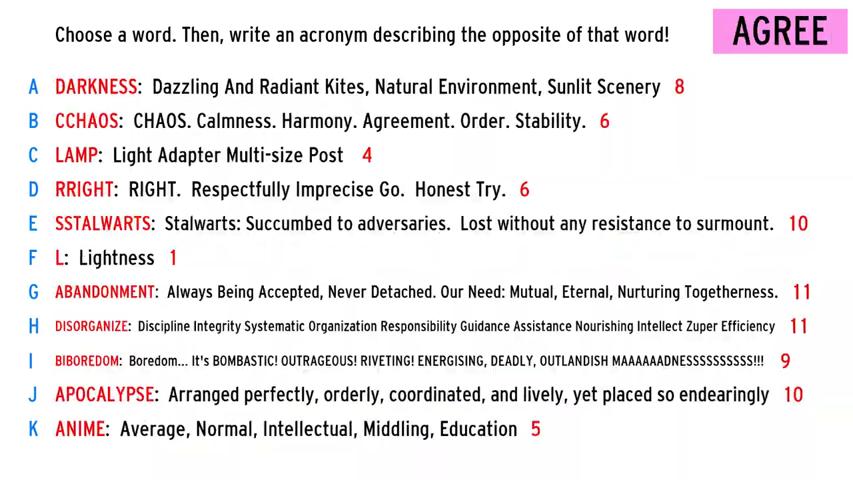 Choose a word. Then, write an acronym describing the opposite of that word!
AGREE
A DARKNESS: Dazzling And Radiant Kites, Natural Environment, Sunlit Scenery 8
B CCHAOS: CHAOS. Calmness. Harmony. Agreement. Order. Stability. 6
C LAMP: Light Adapter Multi-size Post 4
D RRIGHT: RIGHT. Respectfully Imprecise Go. Honest Try. 6
E SSTALWARTS: Stalwarts: Succumbed to adversaries. Lost without any resistance to surmount. 10
F L: Lightness 1
G ABANDONMENT: Always Being Accepted, Never Detached. Our Need: Mutual, Eternal, Nurturing Togetherness. 11
H DISORGANIZE: Discipline Integrity Systematic Organization Responsibility Guidance Assistance Nourishing Intellect Zuper Efficiency 11
I BIBOREDOM: Boredom... It's BOMBASTIC! OUTRAGEOUS! RIVETING! ENERGISING, DEADLY, OUTLANDISH MAAAAAADNESSSSSSSSSS!!! 9
J APOCALYPSE: Arranged perfectly, orderly, coordinated, and lively, yet placed so endearingly 10
K ANIME: Average, Normal, Intellectual, Middling, Education 5